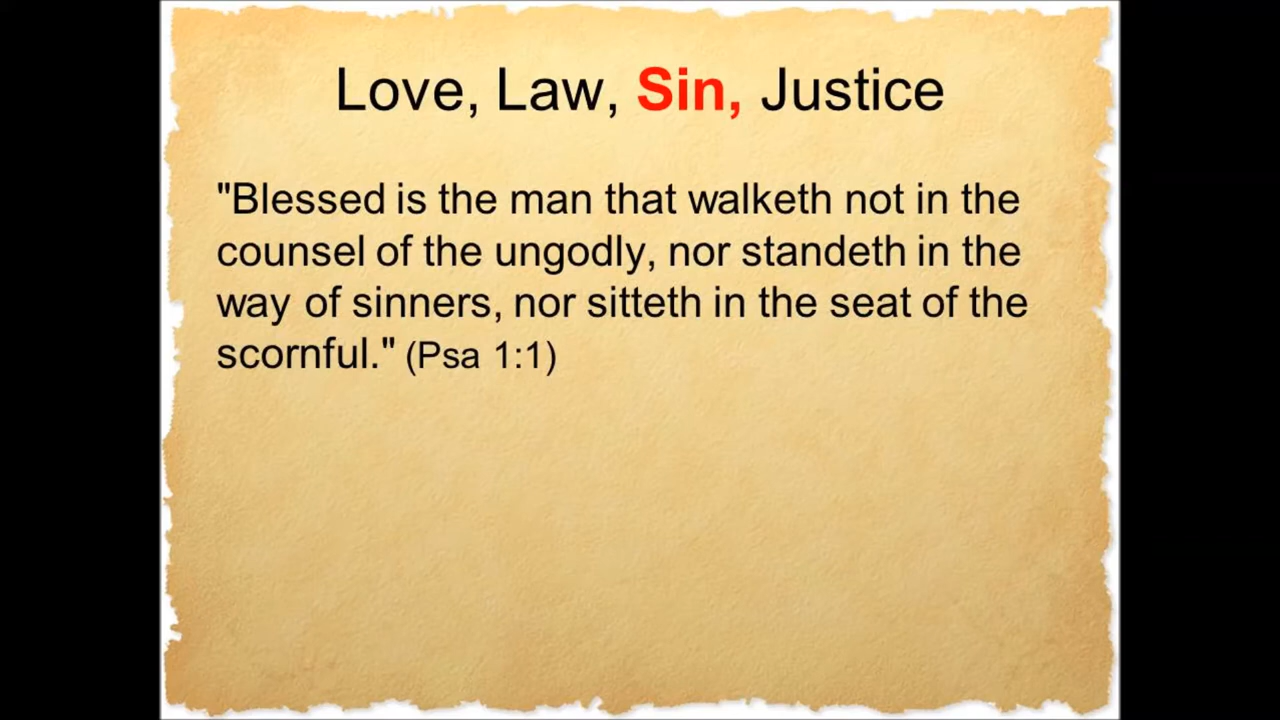 Love, Law, Sin, Justice
"Blessed is the man that walketh not in the
counsel of the ungodly, nor standeth in the
way of sinners, nor sitteth in the seat of the
scornful." (Psa 1:1)